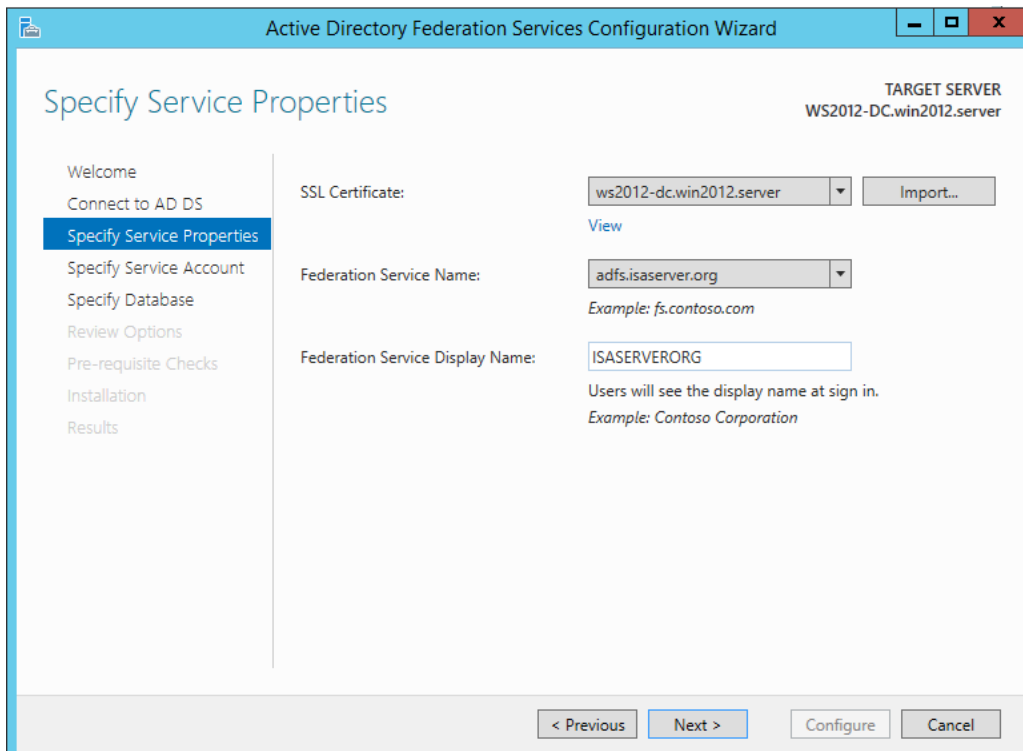 Active Directory Federation Services Configuration Wizard
Specify Service Properties
TARGET SERVER
WS2012-DC.win2012.server
Welcome
Connect to AD DS
Specify Service Properties
Specify Service Account
Specify Database
Review Options
Pre-requisite Checks
Installation
Results
SSL Certificate:
ws2012-dc.win2012.server
Import...
View
Federation Service Name:
adfs.isaserver.org
Example: fs.contoso.com
Federation Service Display Name:
ISASERVERORG
Users will see the display name at sign in.
Example: Contoso Corporation
< Previous
Next >
Configure
Cancel